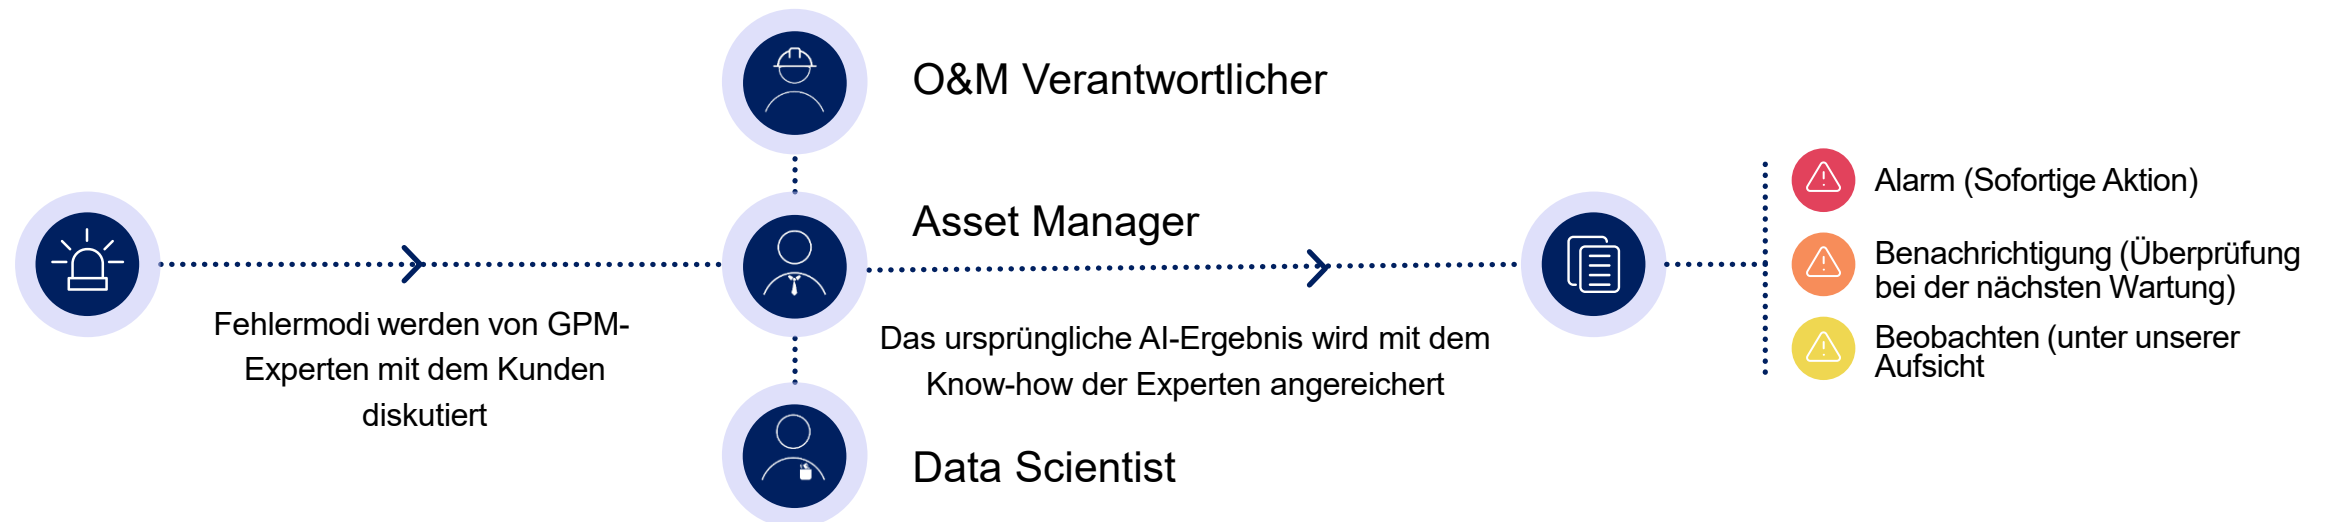 O&M Verantwortlicher
Asset Manager
Data Scientist
Fehlermodi werden von GPM-
Experten mit dem Kunden
diskutiert
Das ursprüngliche AI-Ergebnis wird mit dem
Know-how der Experten angereichert
Alarm (Sofortige Aktion)
Benachrichtigung (Überprüfung
bei der nächsten Wartung)
Beobachten (unter unserer
Aufsicht